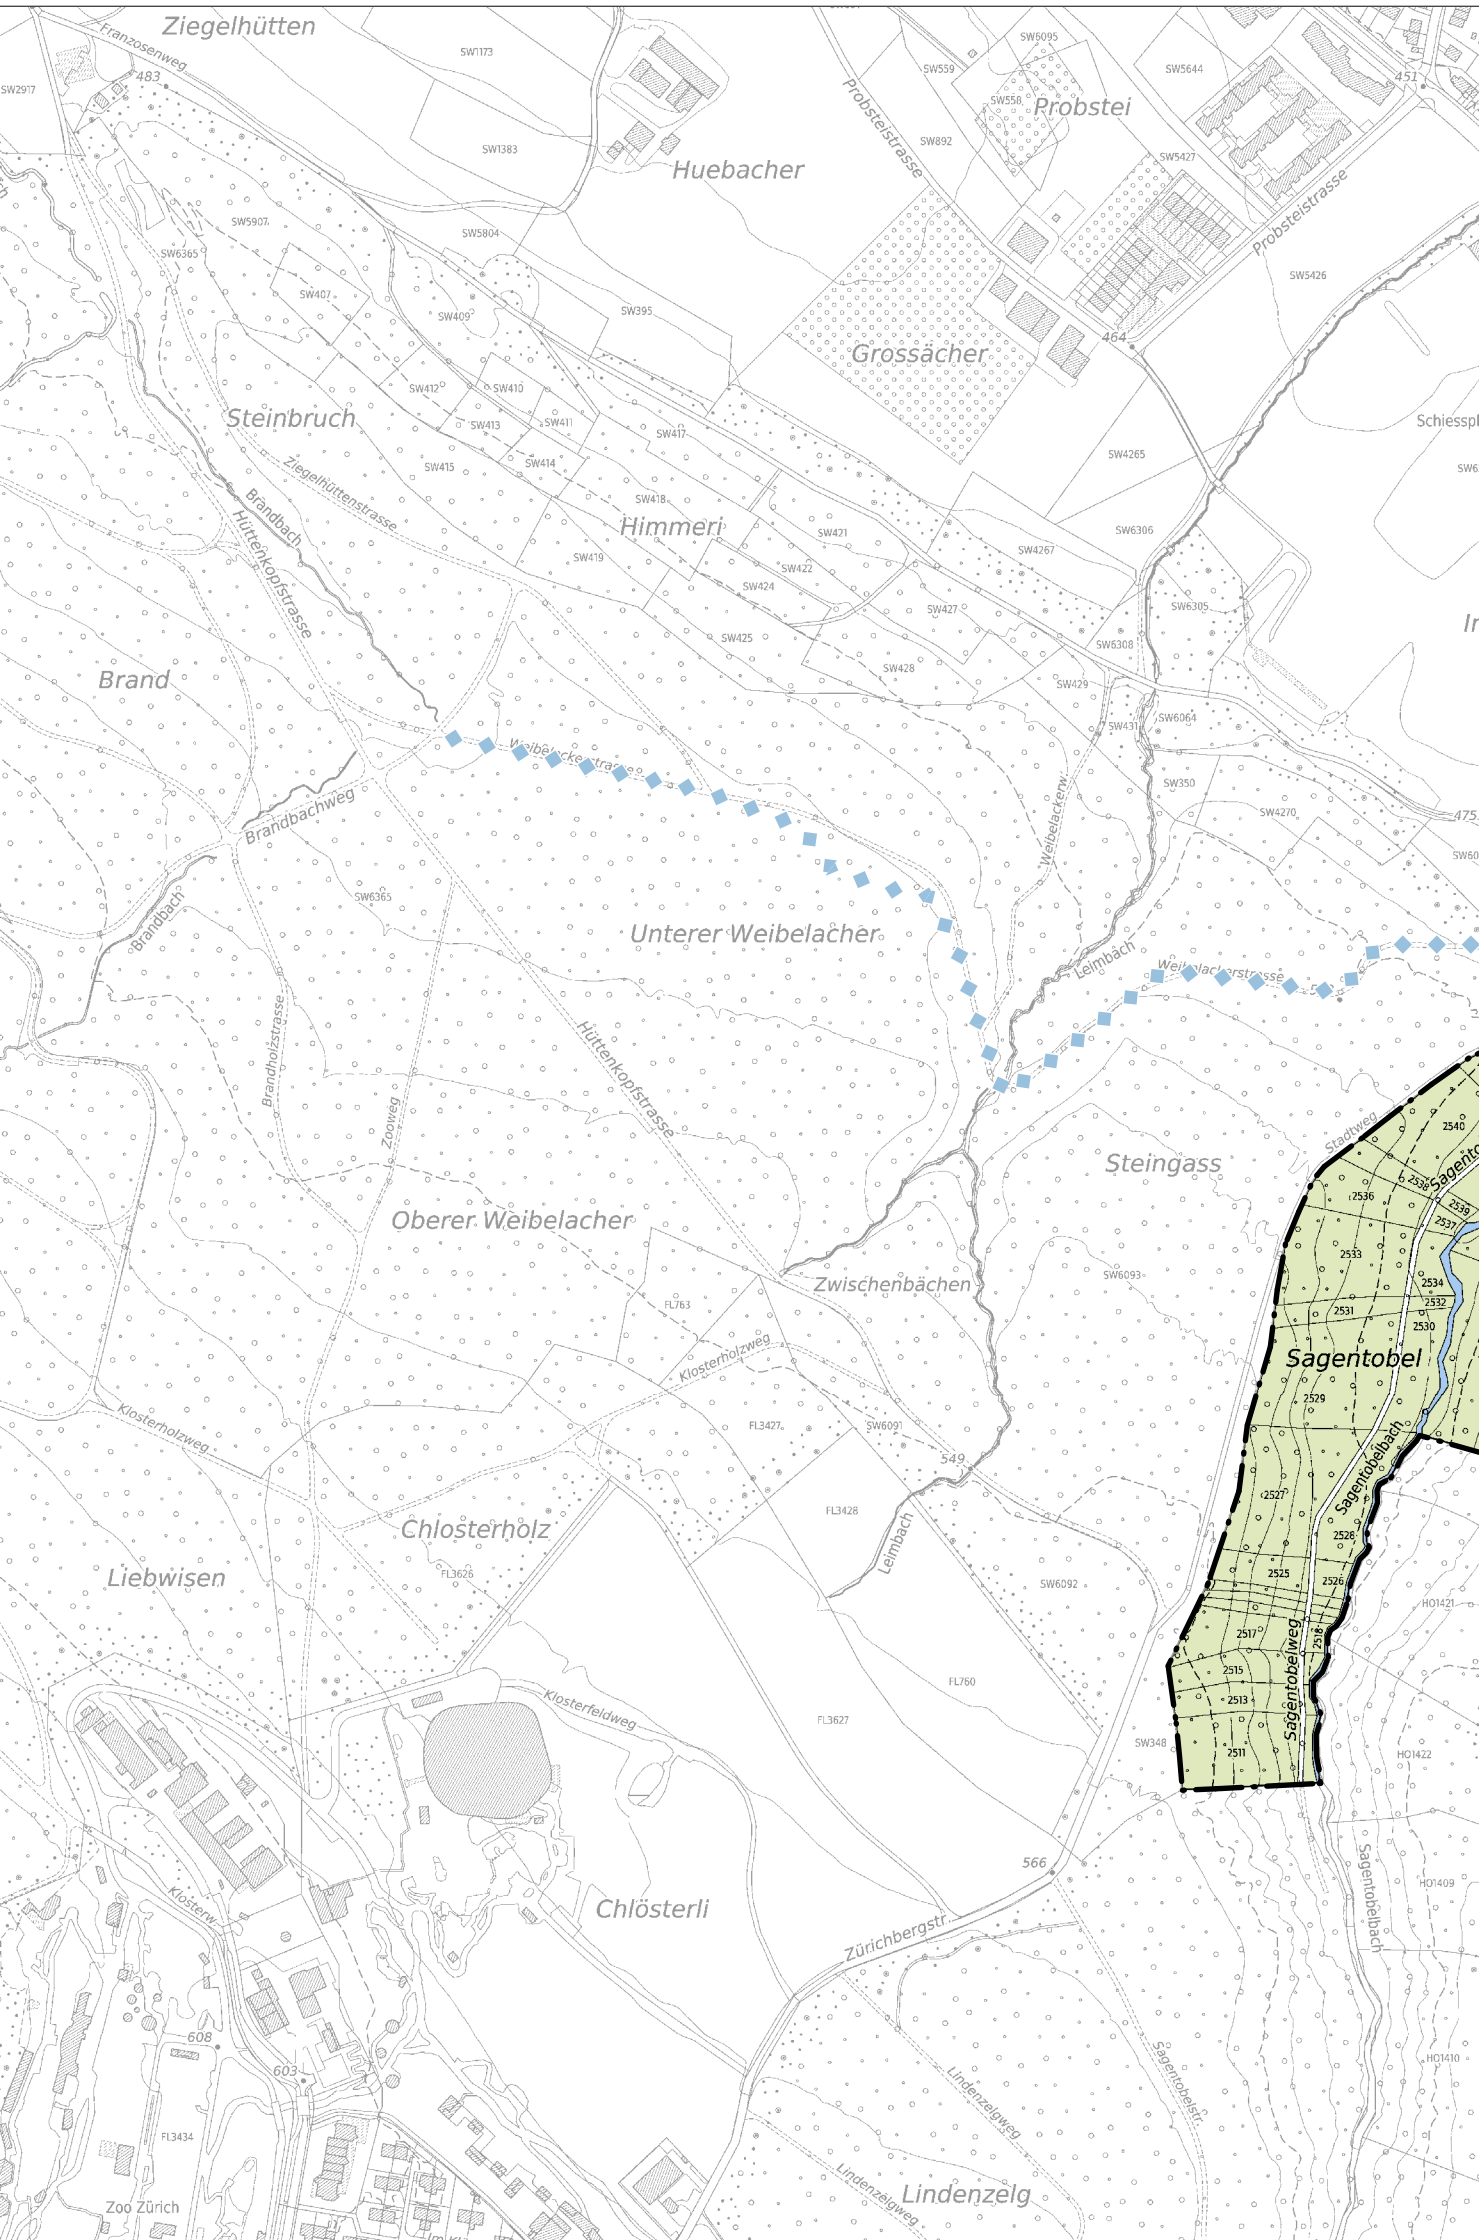 Ziegelhütten
Franzosenweg
483
SW2917
SW1173
SW1383
Huebacher
SW559
SW6095
SW5644
451
SW558
Probstei
SW892
Probsteistrasse
SW5427
Probsteistrasse
SW5907
SW6365
SW5804
SW407
SW409
SW395
SW5426
464
Grossächer
SW412
SW410
SW413
SW411
Steinbruch
SW417
Schiesspl
SW415
SW414
SW4265
Ziegelhüttenstrasse
SW418
Brandbach
Hüttenkopfstrasse
Himmeri
SW421
SW6306
SW4267
SW419
SW422
SW424
SW427
SW6305
SW425
SW6308
SW428
Brand
SW429
SW431
SW6064
SW350
SW4270
475
Weibelackerw.
Brandbachweg
SW60
SW6365
Brandbach
Unterer Weibelacher
Leimbach
Weibelackerstrasse
Brandholzstrasse
Hüttenkopfstrasse
Zooweg
Stadtweg
2540
Steingass
2538
2536
2539
2537
Oberer Weibelacher
2533
SW6093
Zwischenbächen
2534
2532
FL763
2531
2530
Klosterholzweg
Sagentobel
2529
Klosterholzweg
FL3427
SW6091
549
Sagentobelbach
2527
FL3428
Chlosterholz
2528
Leimbach
Liebwisen
FL3626
2525
2526
SW6092
HO1421
2517
2518
2515
FL760
Sagentobelweg
2513
Klosterfeldweg
FL3627
SW348
2511
HO1422
566
Sagentobelbach
HO1409
Klosterw.
Chlösterli
Zürichbergstr.
608
603
HO1410
Sagentobelstr.
Lindenzelgweg
FL3434
Lindenzelgweg
Lindenzelg
Zoo Zürich